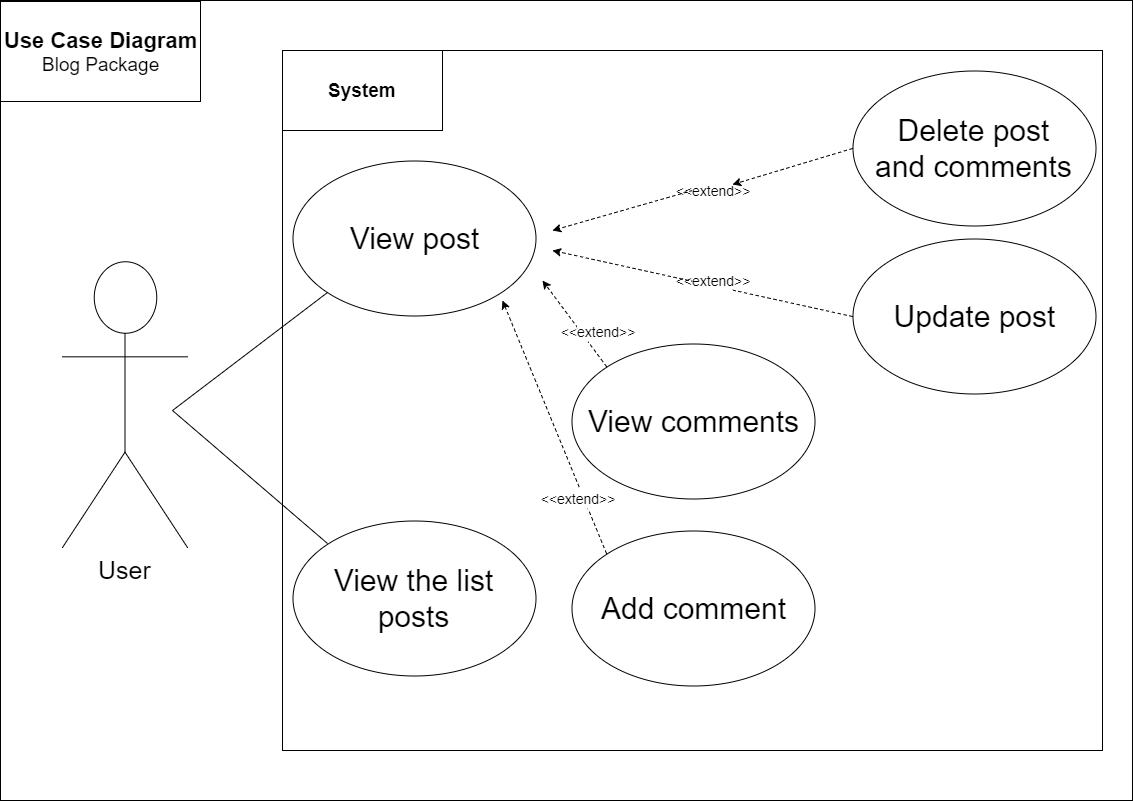 Use Case Diagram
Blog Package
System
Delete post
and comments
View post
<<extend>>
<<extend>>
Update post
<<extend>>
View comments
<<extend>>
User
View the list
posts
Add comment